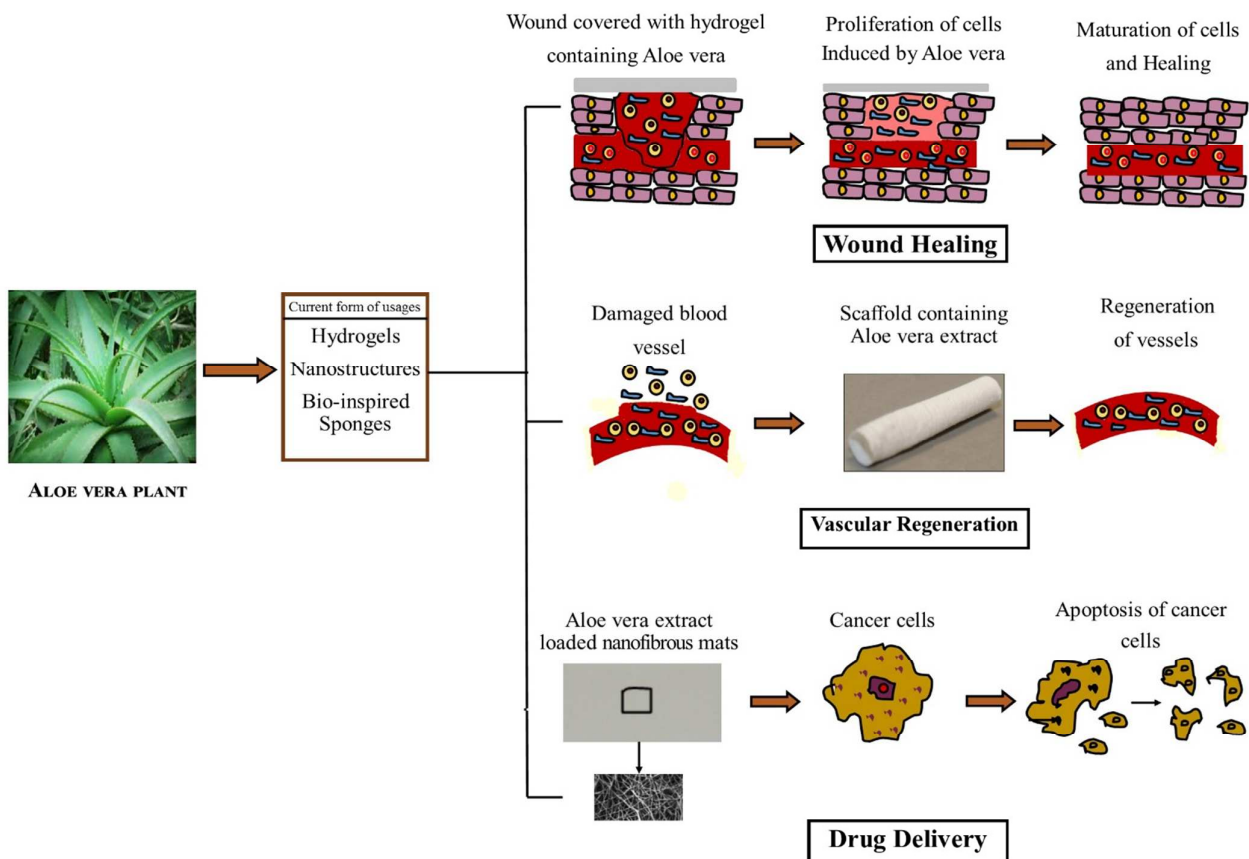 Wound covered with hydrogel
containing Aloe vera
Proliferation of cells
Induced by Aloe vera
Maturation of cells
and Healing
Wound Healing
ALOE VERA PLANT
Current form of usages
Hydrogels
Nanostructures
Bio-inspired
Sponges
Damaged blood
vessel
Scaffold containing
Aloe vera extract
Regeneration
of vessels
Vascular Regeneration
Aloe vera extract
loaded nanofibrous mats
Cancer cells
Apoptosis of cancer
cells
Drug Delivery